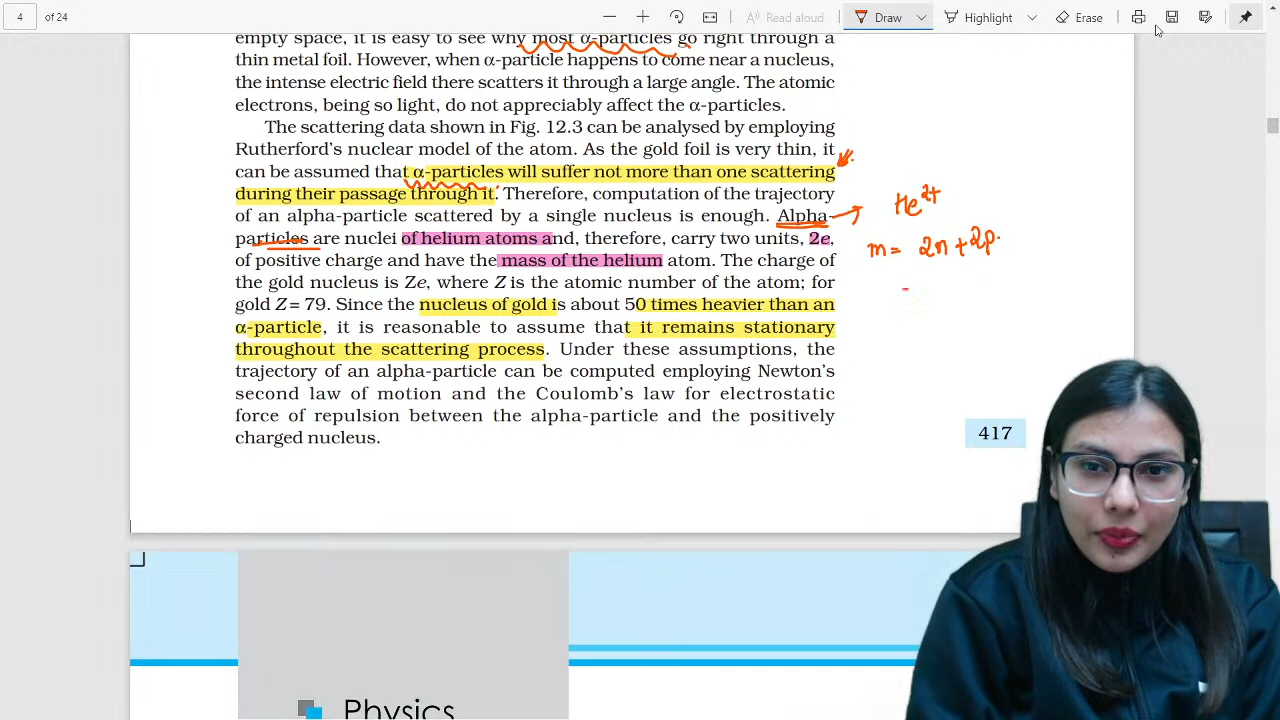 4 of 24
Read aloud
Draw
Highlight
Erase
empty space, it is easy to see why most α-particles go right through a
thin metal foil. However, when α-particle happens to come near a nucleus,
the intense electric field there scatters it through a large angle. The atomic
electrons, being so light, do not appreciably affect the α-particles.
The scattering data shown in Fig. 12.3 can be analysed by employing
Rutherford's nuclear model of the atom. As the gold foil is very thin, it
can be assumed that α-particles will suffer not more than one scattering
during their passage through it. Therefore, computation of the trajectory
of an alpha-particle scattered by a single nucleus is enough. Alpha-
particles are nuclei of helium atoms and, therefore, carry two units, 2e,
of positive charge and have the mass of the helium atom. The charge of
the gold nucleus is Ze, where Z is the atomic number of the atom; for
gold Z = 79. Since the nucleus of gold is about 50 times heavier than an
α-particle, it is reasonable to assume that it remains stationary
throughout the scattering process. Under these assumptions, the
trajectory of an alpha-particle can be computed employing Newton's
second law of motion and the Coulomb's law for electrostatic
force of repulsion between the alpha-particle and the positively
charged nucleus.
He²⁺
m = 2n + 2p.
417
Physics